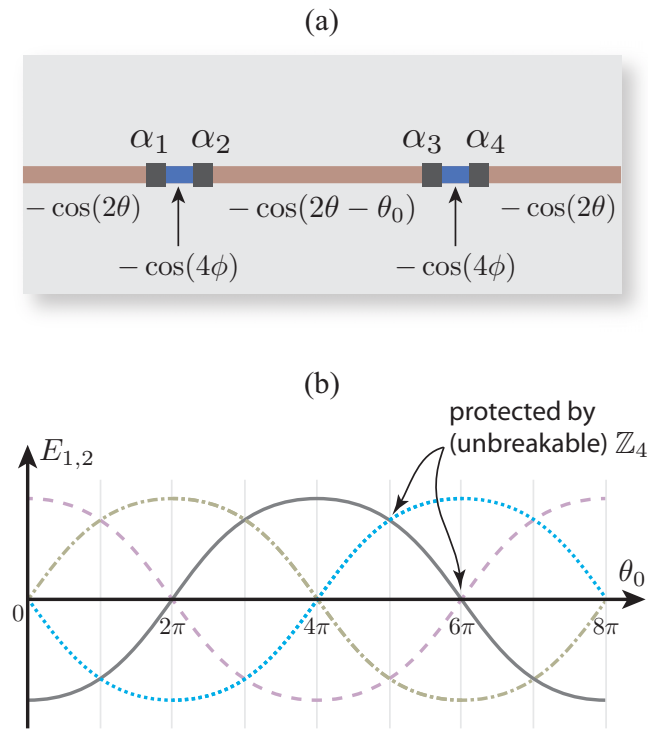 (a)
α₁ α₂ α₃ α₄
− cos(2θ) − cos(2θ − θ₀) − cos(2θ)
− cos(4ϕ) − cos(4ϕ)
(b)
protected by
(unbreakable) ℤ₄
E₁,₂
θ₀
0 2π 4π 6π 8π